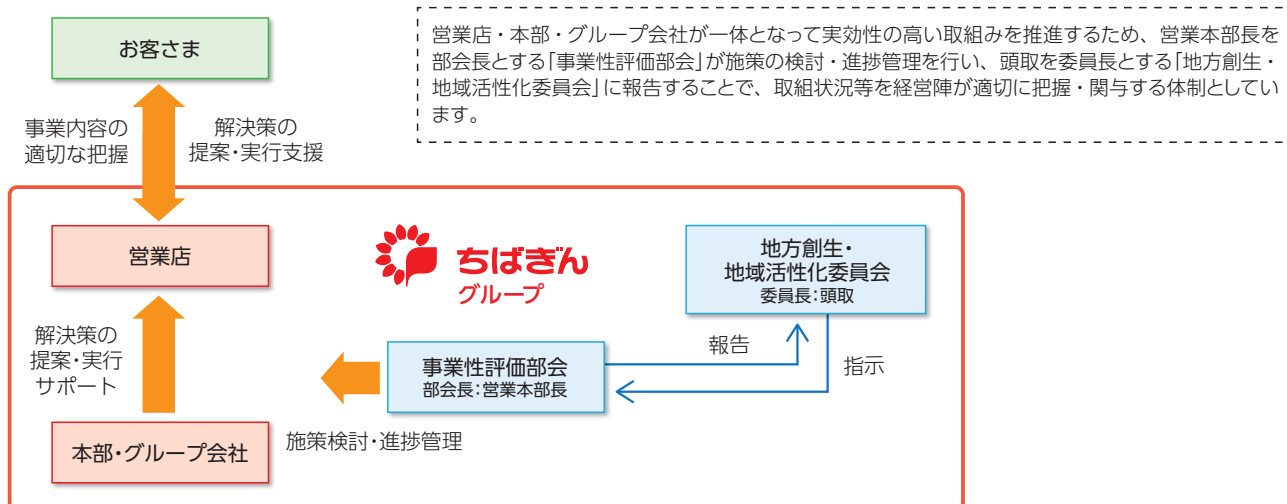 お客さま
営業店・本部・グループ会社が一体となって実効性の高い取組みを推進するため、営業本部長を
部会長とする「事業性評価部会」が施策の検討・進捗管理を行い、頭取を委員長とする「地方創生・
地域活性化委員会」に報告することで、取組状況等を経営陣が適切に把握・関与する体制としてい
ます。
事業内容の
適切な把握
解決策の
提案・実行支援
営業店
ちばぎん
グループ
地方創生・
地域活性化委員会
委員長:頭取
解決策の
提案・実行
サポート
事業性評価部会
部会長:営業本部長
報告
指示
本部・グループ会社
施策検討・進捗管理